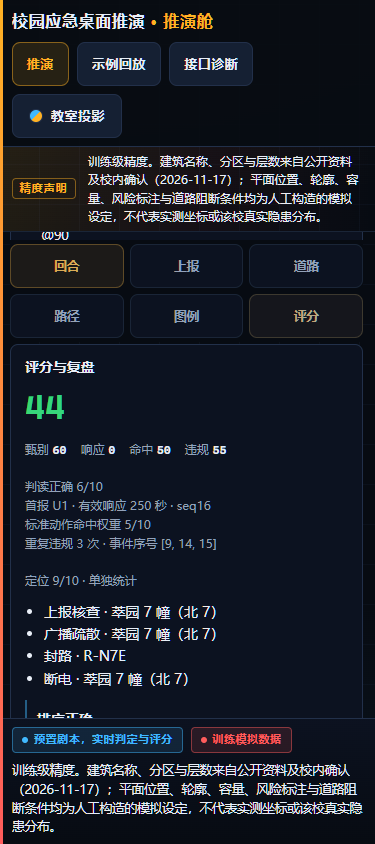 校园应急桌面推演 • 推演舱
推演
示例回放
接口诊断
教室投影
精度声明
训练级精度。建筑名称、分区与层数来自公开资料
及校内确认（2026-11-17）；平面位置、轮廓、容
量、风险标注与道路阻断条件均为人工构造的模拟
设定，不代表实测坐标或该校真实隐患分布。
@90
回合
上报
道路
路径
图例
评分
评分与复盘
44
甄别 60 响应 0 命中 50 违规 55
判读正确 6/10
首报 U1 · 有效响应 250 秒 · seq16
标准动作命中权重 5/10
重复违规 3 次 · 事件序号 [9, 14, 15]
定位 9/10 · 单独统计
• 上报核查 · 萃园 7 幢（北 7）
• 广播疏散 · 萃园 7 幢（北 7）
• 封路 · R-N7E
• 断电 · 萃园 7 幢（北 7）
预置剧本，实时判定与评分
训练模拟数据
训练级精度。建筑名称、分区与层数来自公开资料及校内确认
（2026-11-17）；平面位置、轮廓、容量、风险标注与道路阻
断条件均为人工构造的模拟设定，不代表实测坐标或该校真实隐
患分布。